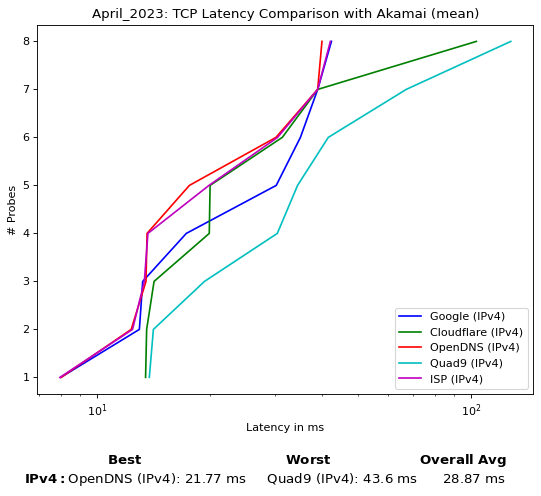 April_2023: TCP Latency Comparison with Akamai (mean)
8
7
6
5
4
3
2
1
# Probes
10¹
10²
Latency in ms
Google (IPv4)
Cloudflare (IPv4)
OpenDNS (IPv4)
Quad9 (IPv4)
ISP (IPv4)
Best Worst Overall Avg
IPv4: OpenDNS (IPv4): 21.77 ms Quad9 (IPv4): 43.6 ms 28.87 ms